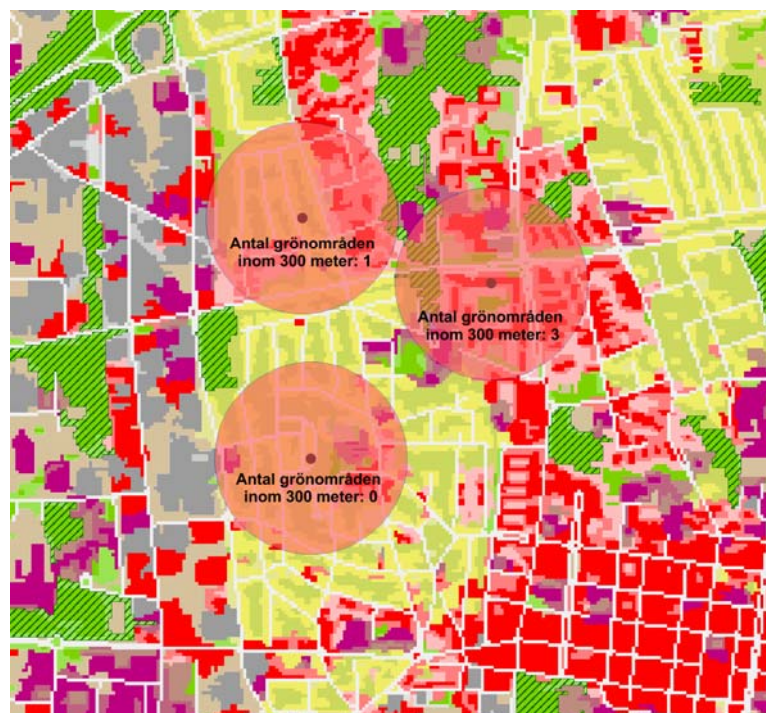 Antal grönområden
inom 300 meter: 1
Antal grönområden
inom 300 meter: 3
Antal grönområden
inom 300 meter: 0